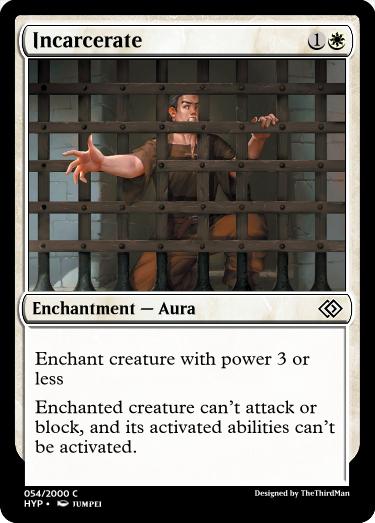 Incarcerate 1
Enchantment — Aura
Enchant creature with power 3 or
less
Enchanted creature can't attack or
block, and its activated abilities can't
be activated.
054/2000 C
HYP • JUMPEI
Designed by TheThirdMan